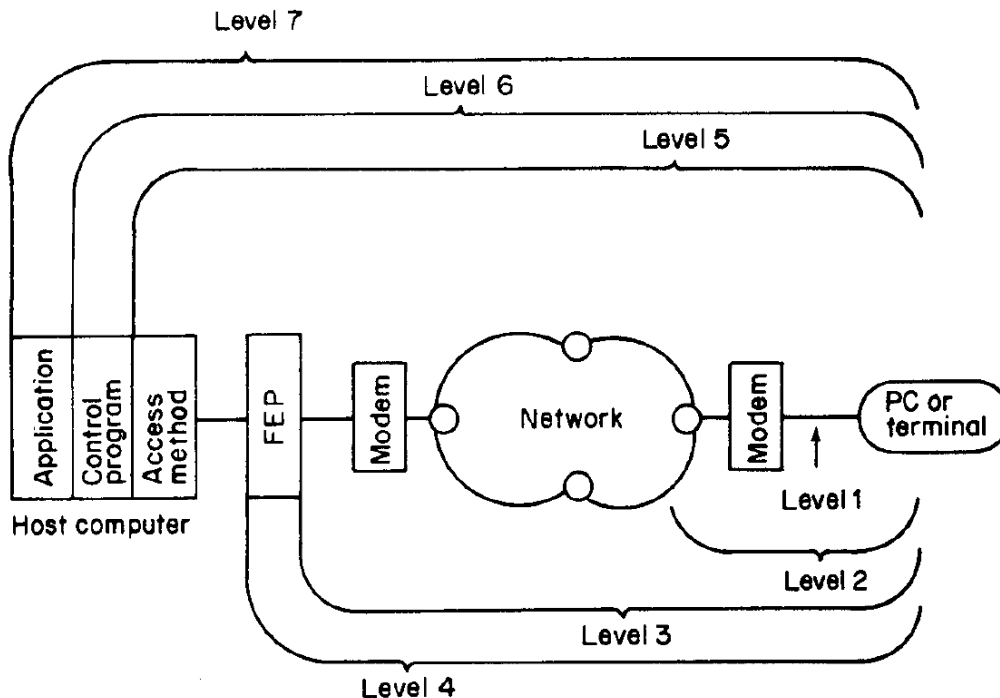 Level 7
Level 6
Level 5
Application
Control
program
Access
method
FEP
Modem
Network
Modem
PC or
terminal
Host computer
Level 1
Level 2
Level 3
Level 4